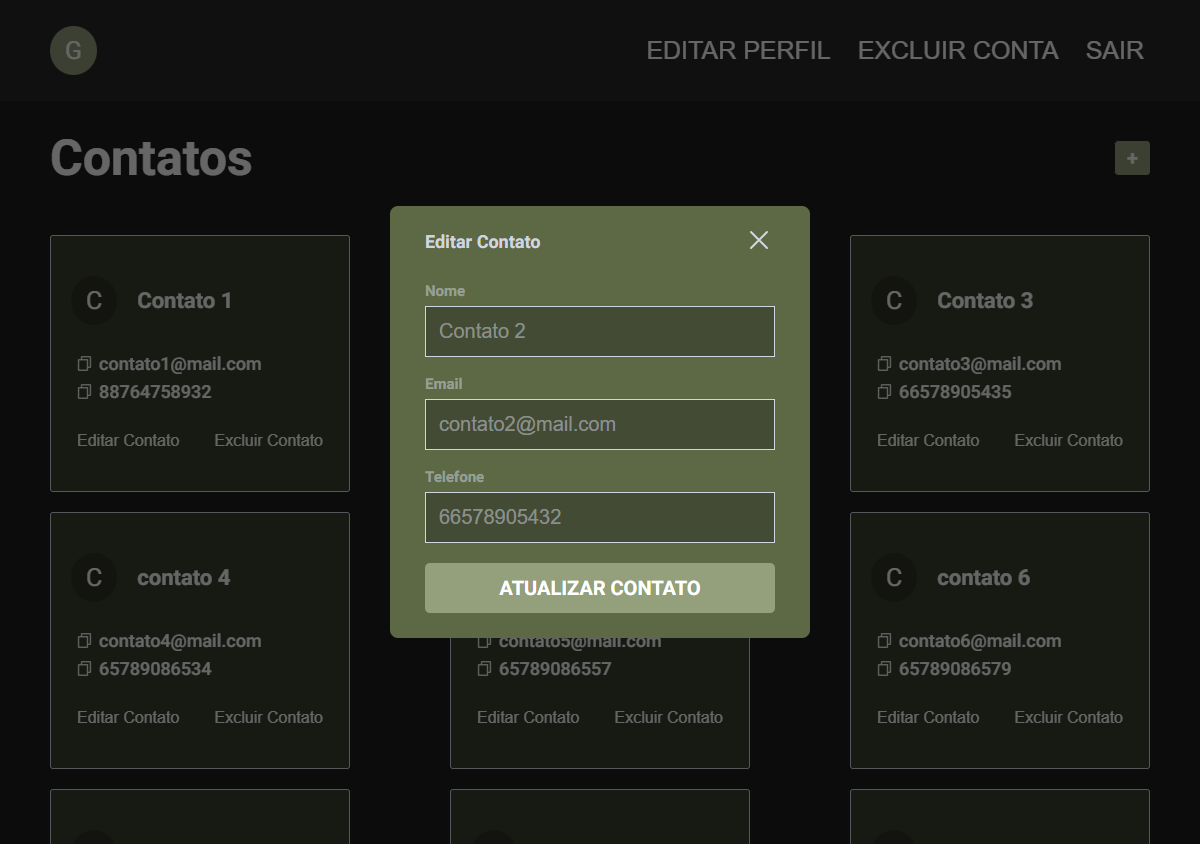 G
EDITAR PERFIL EXCLUIR CONTA SAIR
Contatos
+
Editar Contato
Nome
Contato 2
Email
contato2@mail.com
Telefone
66578905432
ATUALIZAR CONTATO
C Contato 1
contato1@mail.com
88764758932
Editar Contato Excluir Contato
C Contato 3
contato3@mail.com
66578905435
Editar Contato Excluir Contato
C contato 4
contato4@mail.com
65789086534
Editar Contato Excluir Contato
contato5@mail.com
65789086557
Editar Contato Excluir Contato
C contato 6
contato6@mail.com
65789086579
Editar Contato Excluir Contato